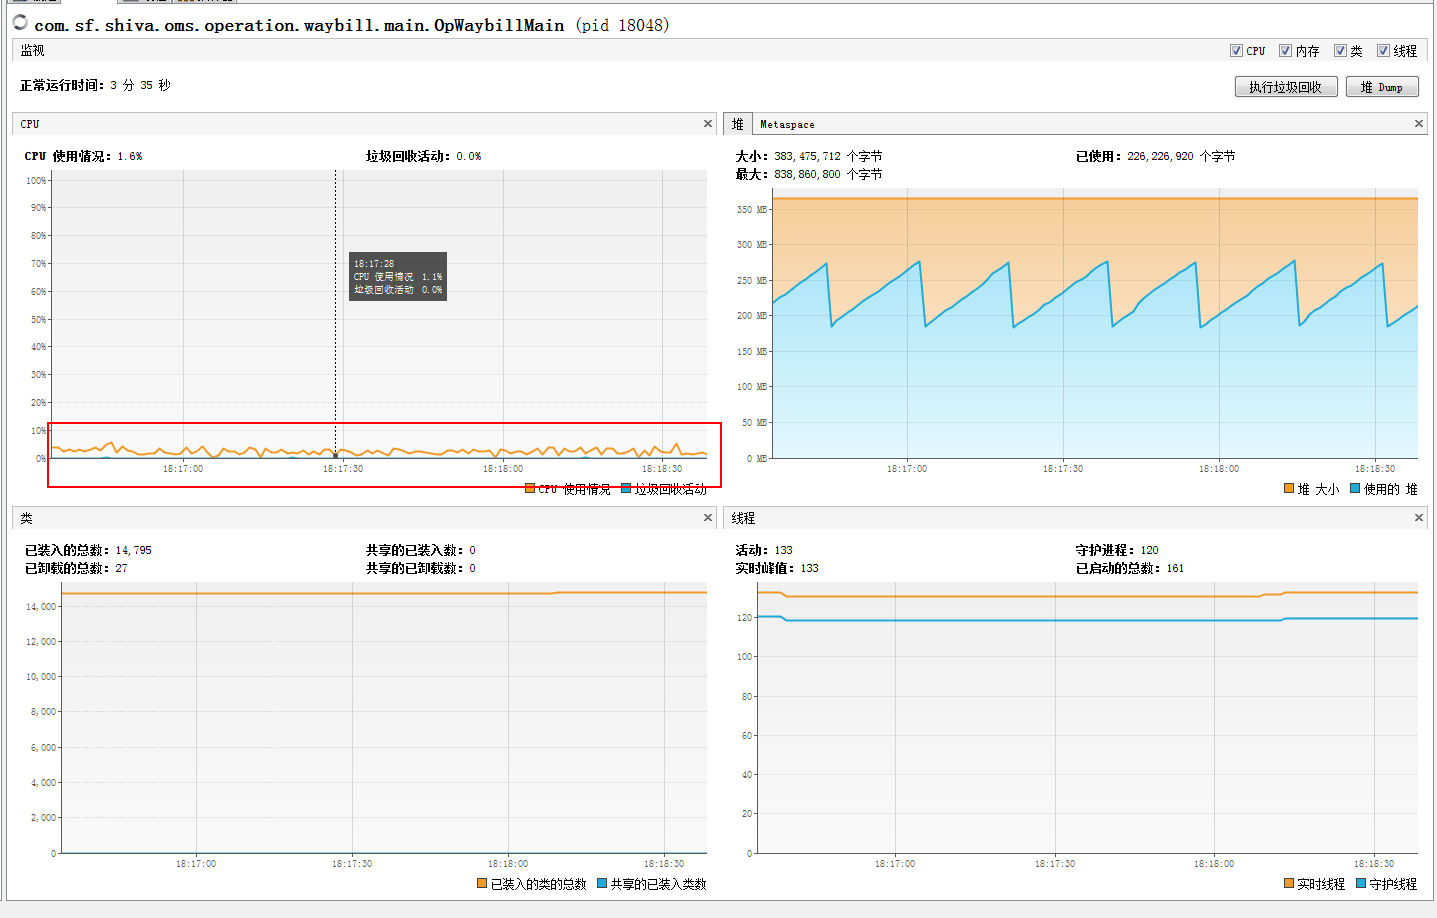 com.sf.shiva.oms.operation.waybill.main.OpWaybillMain (pid 18048)
监视
CPU 内存 类 线程
正常运行时间: 3 分 35 秒
执行垃圾回收 堆 Dump
CPU
CPU 使用情况: 1.6% 垃圾回收活动: 0.0%
100%
90%
80%
70%
60%
50%
40%
30%
20%
10%
0%
18:17:28
CPU 使用情况 1.1%
垃圾回收活动 0.0%
18:17:00 18:17:30 18:18:00 18:18:30
CPU 使用情况 垃圾回收活动
堆 Metaspace
大小: 383,475,712 个字节 已使用: 226,226,920 个字节
最大: 838,860,800 个字节
350 MB
300 MB
250 MB
200 MB
150 MB
100 MB
50 MB
0 MB
18:17:00 18:17:30 18:18:00 18:18:30
堆 大小 使用的 堆
类
已装入的总数: 14,795 共享的已装入数: 0
已卸载的总数: 27 共享的已卸载数: 0
14,000
12,000
10,000
8,000
6,000
4,000
2,000
0
18:17:00 18:17:30 18:18:00 18:18:30
已装入的类的总数 共享的已装入类数
线程
活动: 133 守护进程: 120
实时峰值: 133 已启动的总数: 161
120
100
80
60
40
20
0
18:17:00 18:17:30 18:18:00 18:18:30
实时线程 守护线程